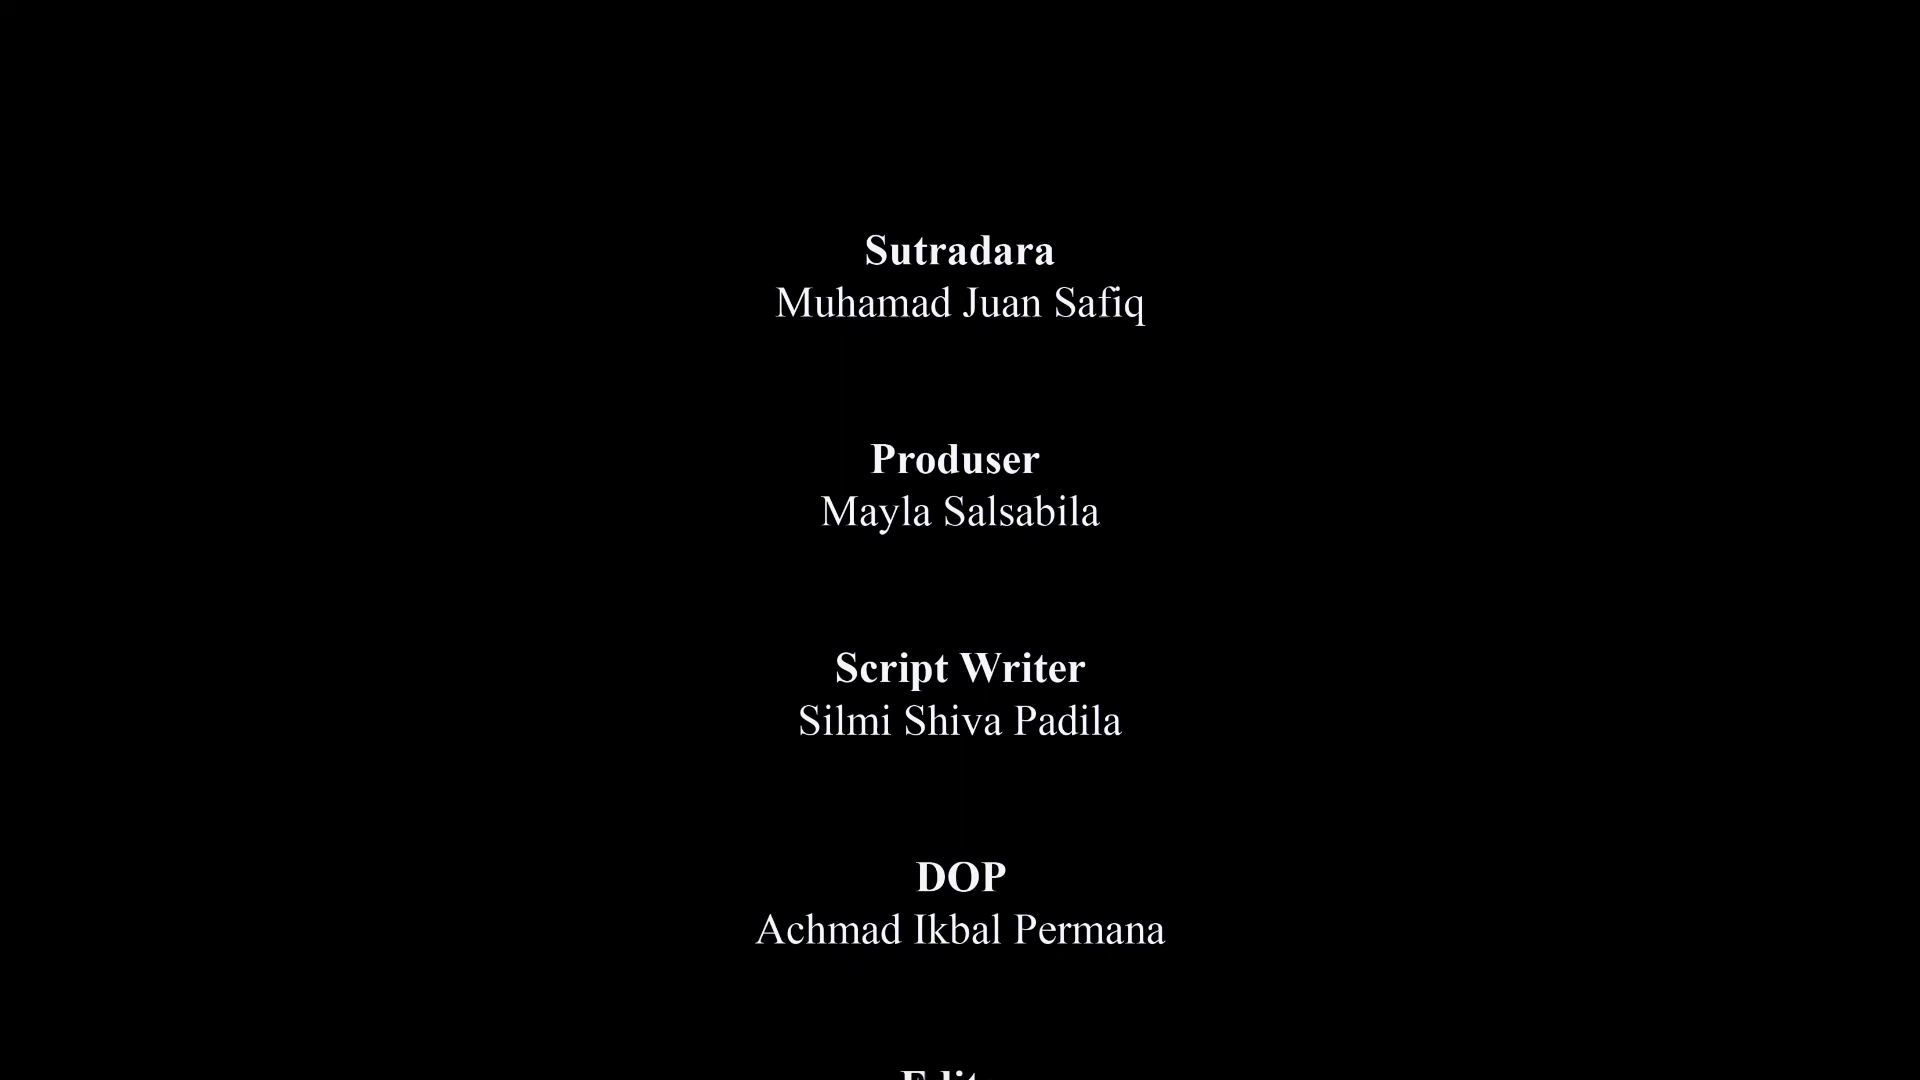 Sutradara
Muhamad Juan Safiq
Produser
Mayla Salsabila
Script Writer
Silmi Shiva Padila
DOP
Achmad Ikbal Permana